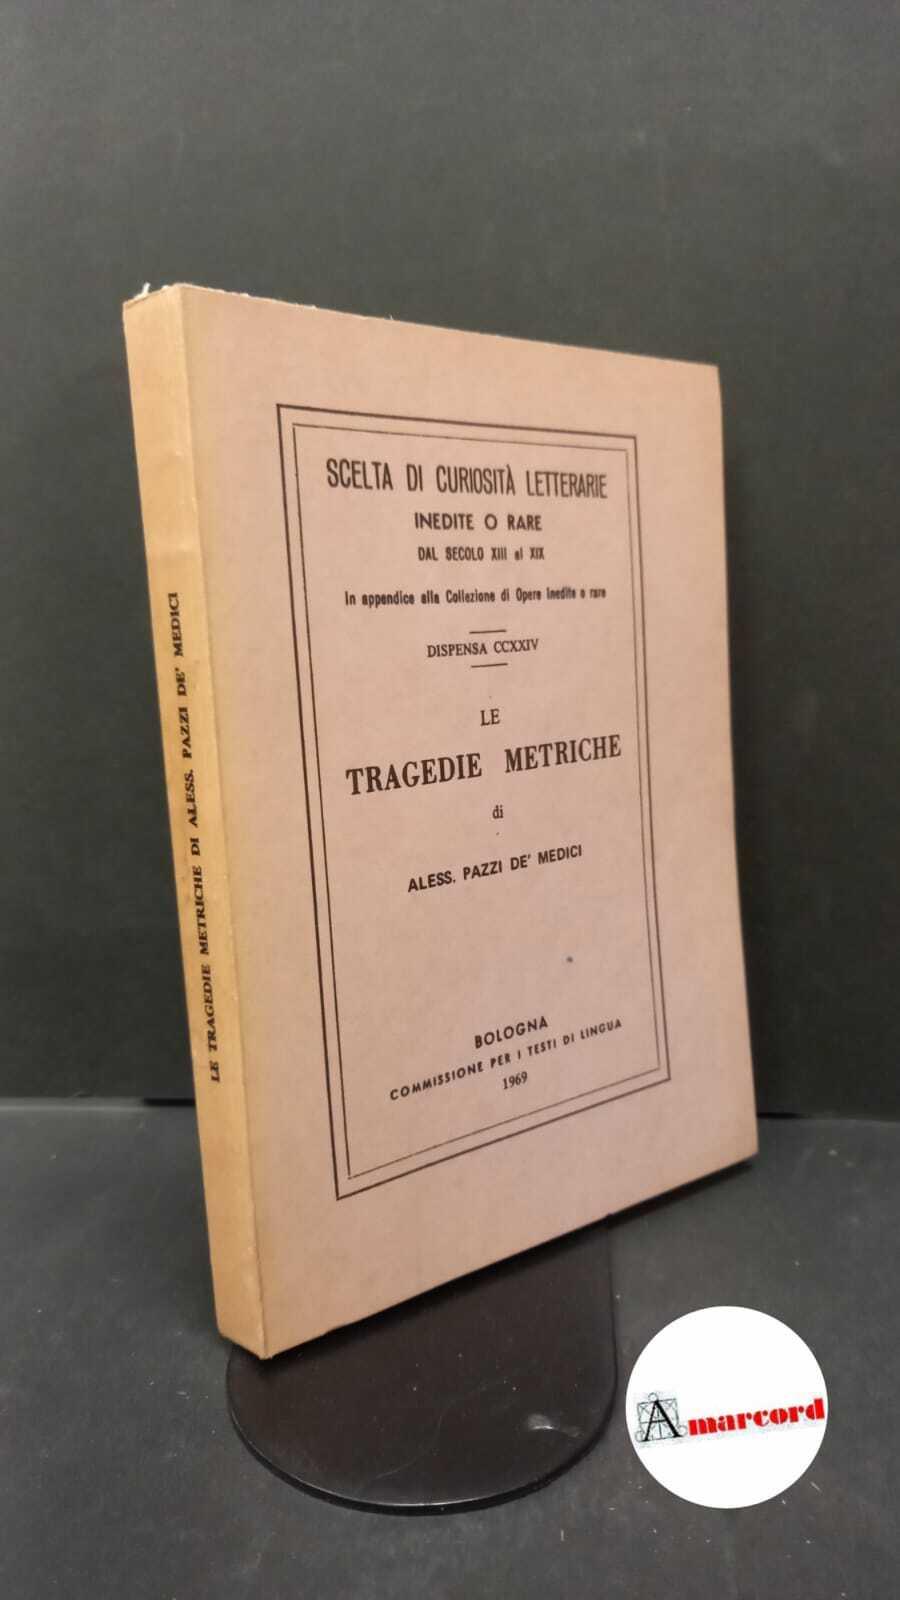 LE TRAGEDIE METRICHE DI ALESS. PAZZI DE' MEDICI
SCELTA DI CURIOSITÀ LETTERARIE
INEDITE O RARE
DAL SECOLO XIII al XIX
In appendice alla Collezione di Opere Inedite o rare
DISPENSA CCXXIV
LE
TRAGEDIE METRICHE
di
ALESS. PAZZI DE' MEDICI
BOLOGNA
COMMISSIONE PER I TESTI DI LINGUA
1969
Amarcord